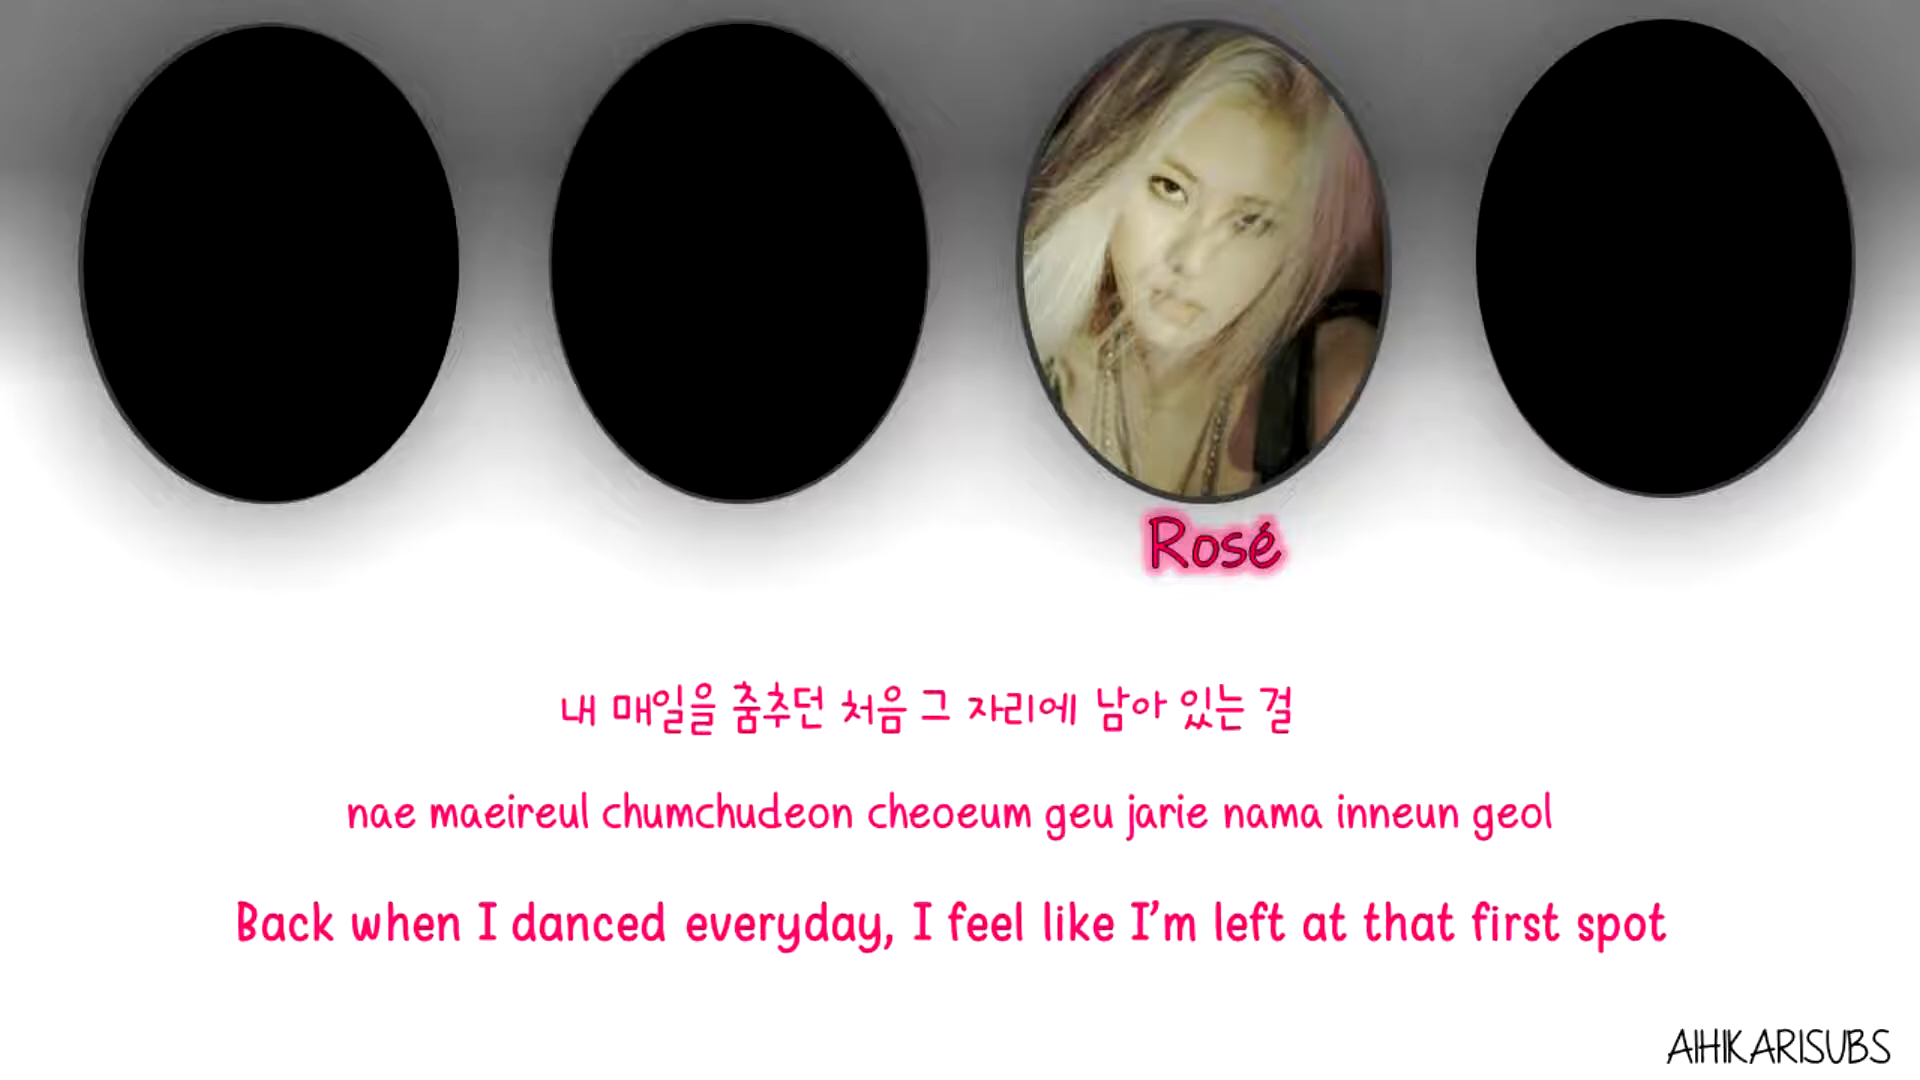 Rosé
내 매일을 춤추던 처음 그 자리에 남아 있는 걸
nae maeireul chumchudeon cheoeum geu jarie nama inneun geol
Back when I danced everyday, I feel like I'm left at that first spot
AIHIKARISUBS